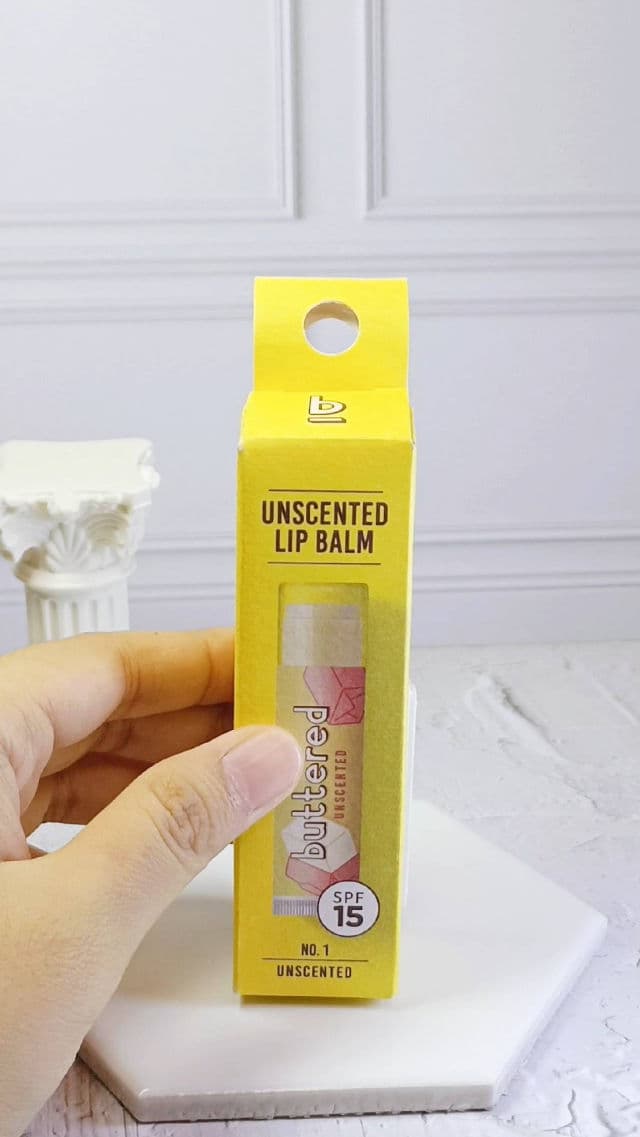 b
UNSCENTED
LIP BALM
buttered
UNSCENTED
SPF
15
NO. 1
UNSCENTED